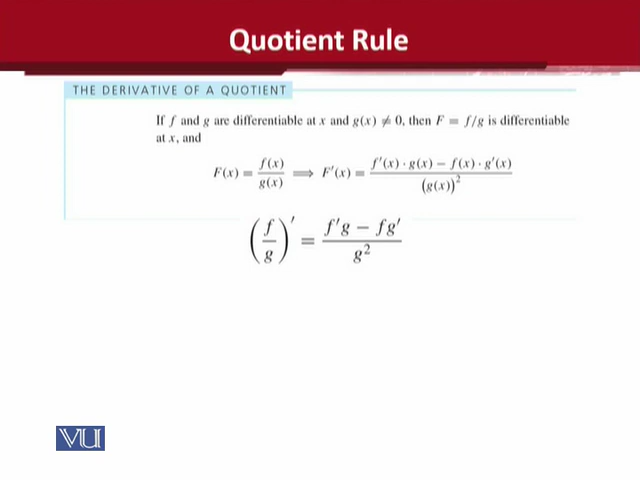 Quotient Rule
THE DERIVATIVE OF A QUOTIENT
If f and g are differentiable at x and g(x) ≠ 0, then F = f/g is differentiable
at x, and
F(x) = f(x)/g(x) ⟹ F′(x) = (f′(x) · g(x) − f(x) · g′(x))/(g(x))²
(f/g)′ = (f′g − fg′)/g²
VU